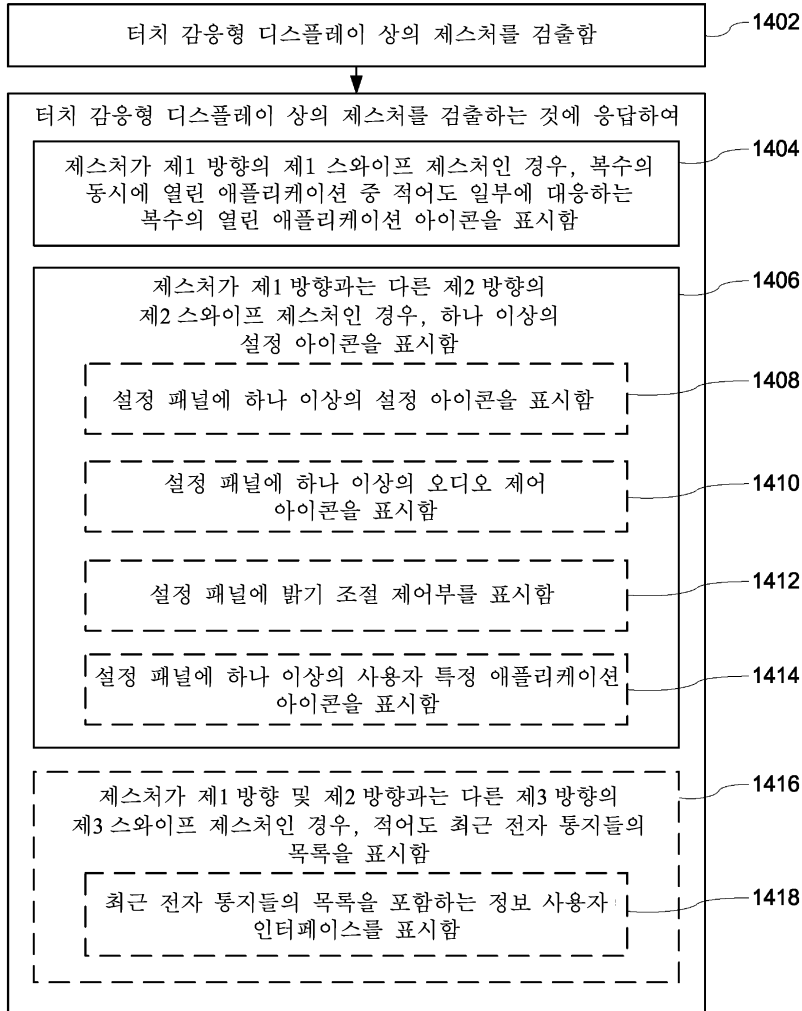 터치 감응형 디스플레이 상의 제스처를 검출함
1402
터치 감응형 디스플레이 상의 제스처를 검출하는 것에 응답하여
제스처가 제1 방향의 제1 스와이프 제스처인 경우, 복수의
동시에 열린 애플리케이션 중 적어도 일부에 대응하는
복수의 열린 애플리케이션 아이콘을 표시함
1404
제스처가 제1 방향과는 다른 제2 방향의
제2 스와이프 제스처인 경우, 하나 이상의
설정 아이콘을 표시함
1406
설정 패널에 하나 이상의 설정 아이콘을 표시함
1408
설정 패널에 하나 이상의 오디오 제어
아이콘을 표시함
1410
설정 패널에 밝기 조절 제어부를 표시함
1412
설정 패널에 하나 이상의 사용자 특정 애플리케이션
아이콘을 표시함
1414
제스처가 제1 방향 및 제2 방향과는 다른 제3 방향의
제3 스와이프 제스처인 경우, 적어도 최근 전자 통지들의
목록을 표시함
1416
최근 전자 통지들의 목록을 포함하는 정보 사용자
인터페이스를 표시함
1418